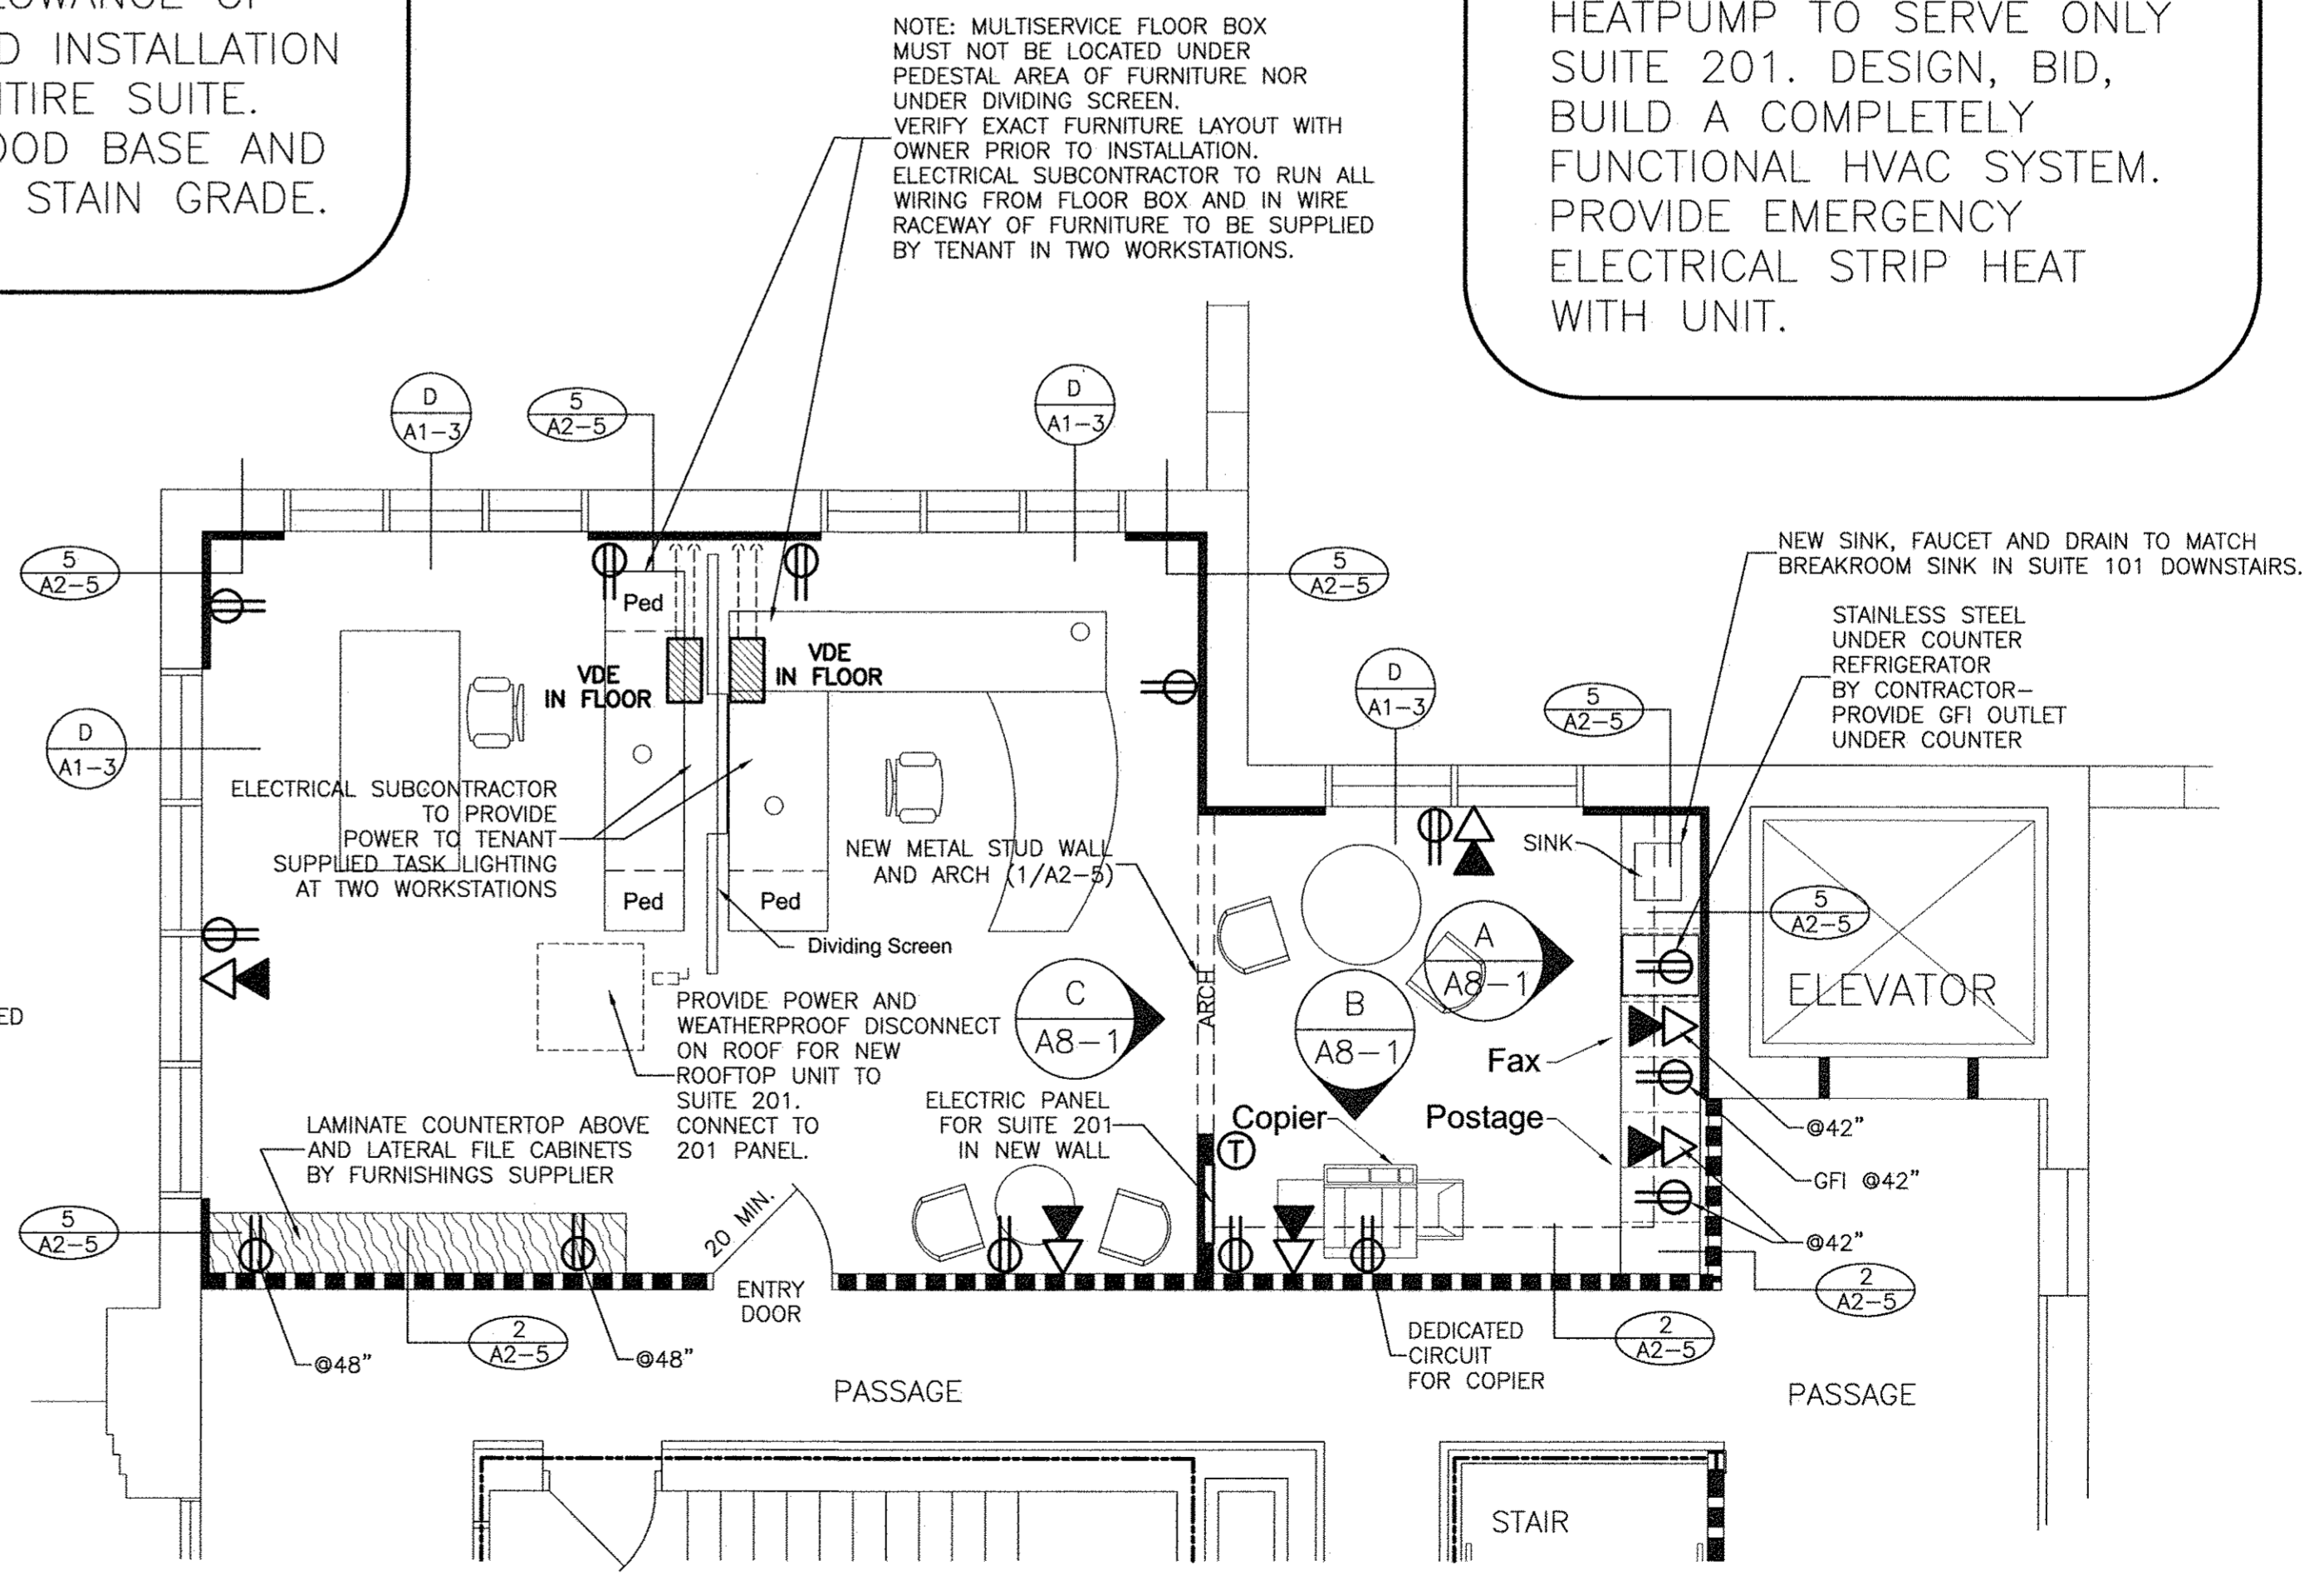 D INSTALLATION
TIRE SUITE.
OOD BASE AND
STAIN GRADE.
NOTE: MULTISERVICE FLOOR BOX
MUST NOT BE LOCATED UNDER
PEDESTAL AREA OF FURNITURE NOR
UNDER DIVIDING SCREEN.
VERIFY EXACT FURNITURE LAYOUT WITH
OWNER PRIOR TO INSTALLATION.
ELECTRICAL SUBCONTRACTOR TO RUN ALL
WIRING FROM FLOOR BOX AND IN WIRE
RACEWAY OF FURNITURE TO BE SUPPLIED
BY TENANT IN TWO WORKSTATIONS.
HEATPUMP TO SERVE ONLY
SUITE 201. DESIGN, BID,
BUILD A COMPLETELY
FUNCTIONAL HVAC SYSTEM.
PROVIDE EMERGENCY
ELECTRICAL STRIP HEAT
WITH UNIT.
D
A1-3
5
A2-5
D
A1-3
5
A2-5
5
A2-5
NEW SINK, FAUCET AND DRAIN TO MATCH
BREAKROOM SINK IN SUITE 101 DOWNSTAIRS.
STAINLESS STEEL
UNDER COUNTER
REFRIGERATOR
BY CONTRACTOR-
PROVIDE GFI OUTLET
UNDER COUNTER
Ped
VDE
IN FLOOR
VDE
IN FLOOR
D
A1-3
5
A2-5
D
A1-3
ELECTRICAL SUBCONTRACTOR
TO PROVIDE
POWER TO TENANT
SUPPLIED TASK LIGHTING
AT TWO WORKSTATIONS
NEW METAL STUD WALL
AND ARCH (1/A2-5)
SINK
Ped
Ped
Dividing Screen
5
A2-5
A
A8-1
ELEVATOR
C
A8-1
ARCH
B
A8-1
ED
PROVIDE POWER AND
WEATHERPROOF DISCONNECT
ON ROOF FOR NEW
ROOFTOP UNIT TO
SUITE 201.
CONNECT TO
201 PANEL.
Fax
ELECTRIC PANEL
FOR SUITE 201
IN NEW WALL
Copier
Postage
T
@42"
GFI @42"
@42"
LAMINATE COUNTERTOP ABOVE
AND LATERAL FILE CABINETS
BY FURNISHINGS SUPPLIER
5
A2-5
20 MIN.
ENTRY
DOOR
2
A2-5
@48"
2
A2-5
@48"
DEDICATED
CIRCUIT
FOR COPIER
2
A2-5
PASSAGE
PASSAGE
STAIR